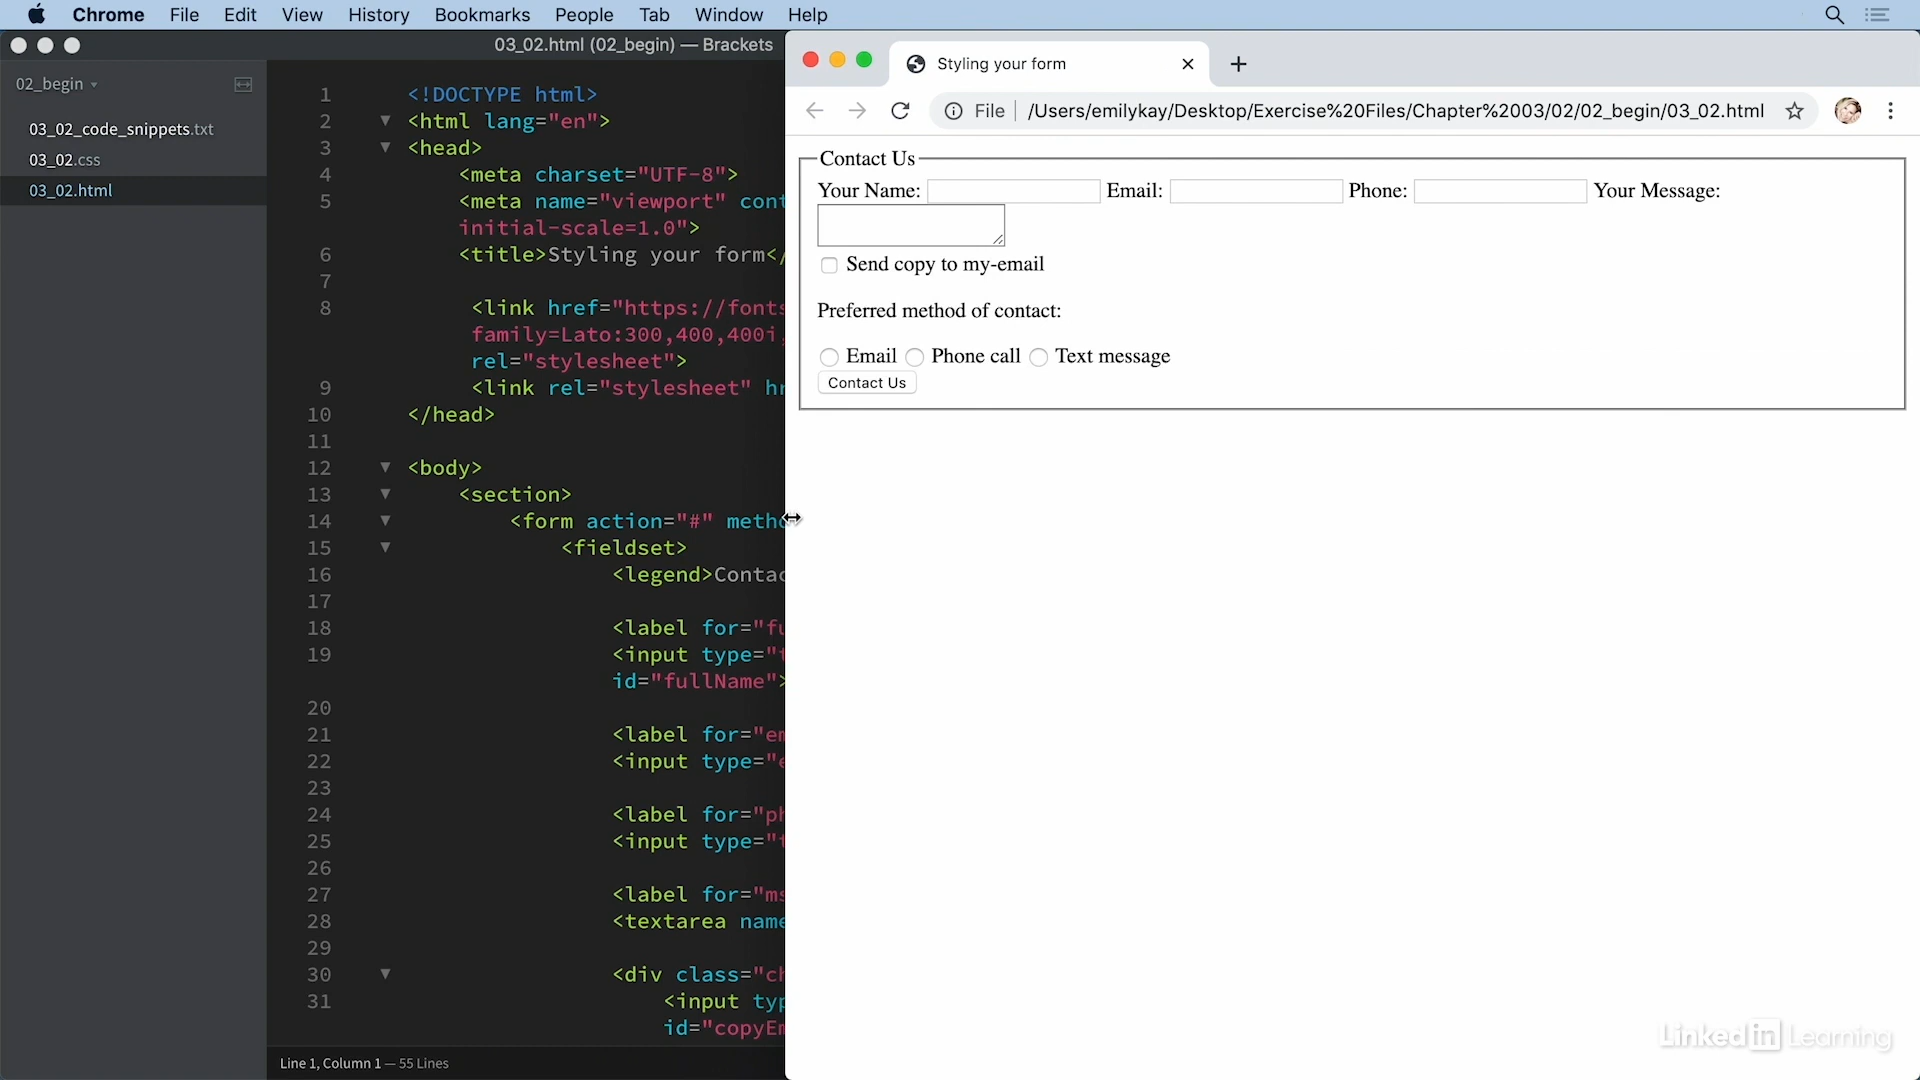 Chrome File Edit View History Bookmarks People Tab Window Help
03_02.html (02_begin) — Brackets
02_begin
03_02_code_snippets.txt
03_02.css
03_02.html
1 <!DOCTYPE html>
2 <html lang="en">
3 <head>
4 <meta charset="UTF-8">
5 <meta name="viewport" cont
initial-scale=1.0">
6 <title>Styling your form</
7
8 <link href="https://fonts
family=Lato:300,400,400i,
rel="stylesheet">
9 <link rel="stylesheet" hr
10 </head>
11
12 <body>
13 <section>
14 <form action="#" metho
15 <fieldset>
16 <legend>Contac
17
18 <label for="fu
19 <input type="t
id="fullName">
20
21 <label for="em
22 <input type="e
23
24 <label for="ph
25 <input type="t
26
27 <label for="ms
28 <textarea name
29
30 <div class="ch
31 <input typ
id="copyEm
Line 1, Column 1 — 55 Lines
Styling your form
File /Users/emilykay/Desktop/Exercise%20Files/Chapter%2003/02/02_begin/03_02.html
Contact Us
Your Name: Email: Phone: Your Message:
Send copy to my-email
Preferred method of contact:
Email Phone call Text message
Contact Us
Linked in Learning